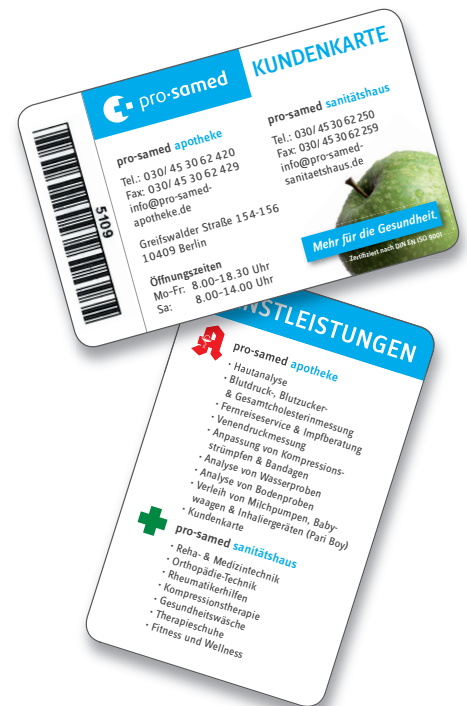 pro·samed
KUNDENKARTE
5109
pro-samed apotheke
Tel.: 030/ 45 30 62 420
Fax: 030/ 45 30 62 429
info@pro-samed-
apotheke.de
Greifswalder Straße 154-156
10409 Berlin
Öffnungszeiten
Mo-Fr: 8.00-18.30 Uhr
Sa: 8.00-14.00 Uhr
pro-samed sanitätshaus
Tel.: 030/ 45 30 62 250
Fax: 030/ 45 30 62 259
info@pro-samed-
sanitaetshaus.de
Mehr für die Gesundheit.
Zertifiziert nach DIN EN ISO 9001
NSTLEISTUNGEN
pro-samed apotheke
· Hautanalyse
· Blutdruck-, Blutzucker-
& Gesamtcholesterinmessung
· Fernreiseservice & Impfberatung
· Venendruckmessung
· Anpassung von Kompressions-
strümpfen & Bandagen
· Analyse von Wasserproben
· Analyse von Bodenproben
· Verleih von Milchpumpen, Baby-
waagen & Inhaliergeräten (Pari Boy)
· Kundenkarte
pro-samed sanitätshaus
· Reha- & Medizintechnik
· Orthopädie-Technik
· Rheumatikerhilfen
· Kompressionstherapie
· Gesundheitswäsche
· Therapieschuhe
· Fitness und Wellness